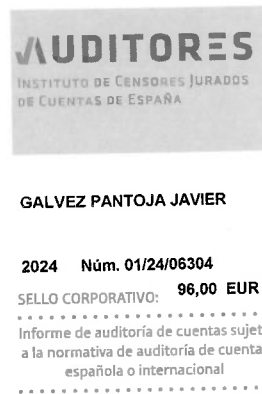 AUDITORES
INSTITUTO DE CENSORES JURADOS
DE CUENTAS DE ESPAÑA
GALVEZ PANTOJA JAVIER
2024 Núm. 01/24/06304
SELLO CORPORATIVO: 96,00 EUR
Informe de auditoría de cuentas sujet
a la normativa de auditoría de cuenta
española o internacional